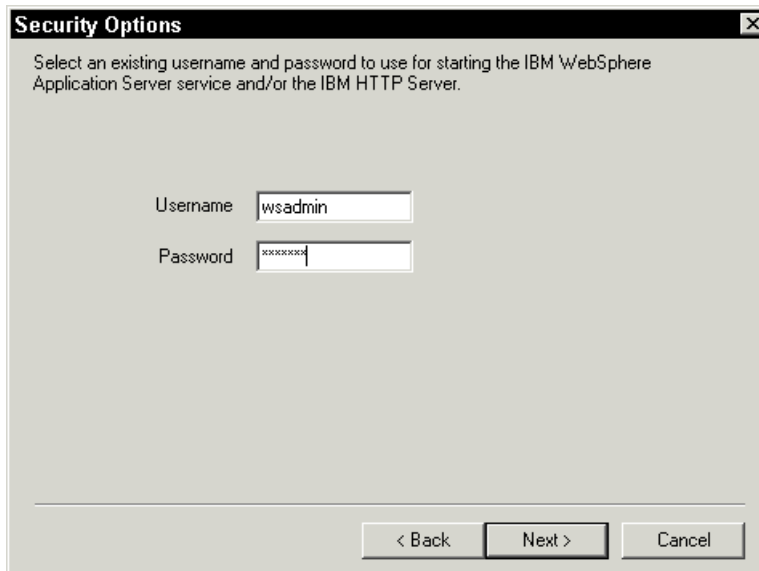 Security Options
Select an existing username and password to use for starting the IBM WebSphere
Application Server service and/or the IBM HTTP Server.
Username wsadmin
Password *******
< Back Next > Cancel